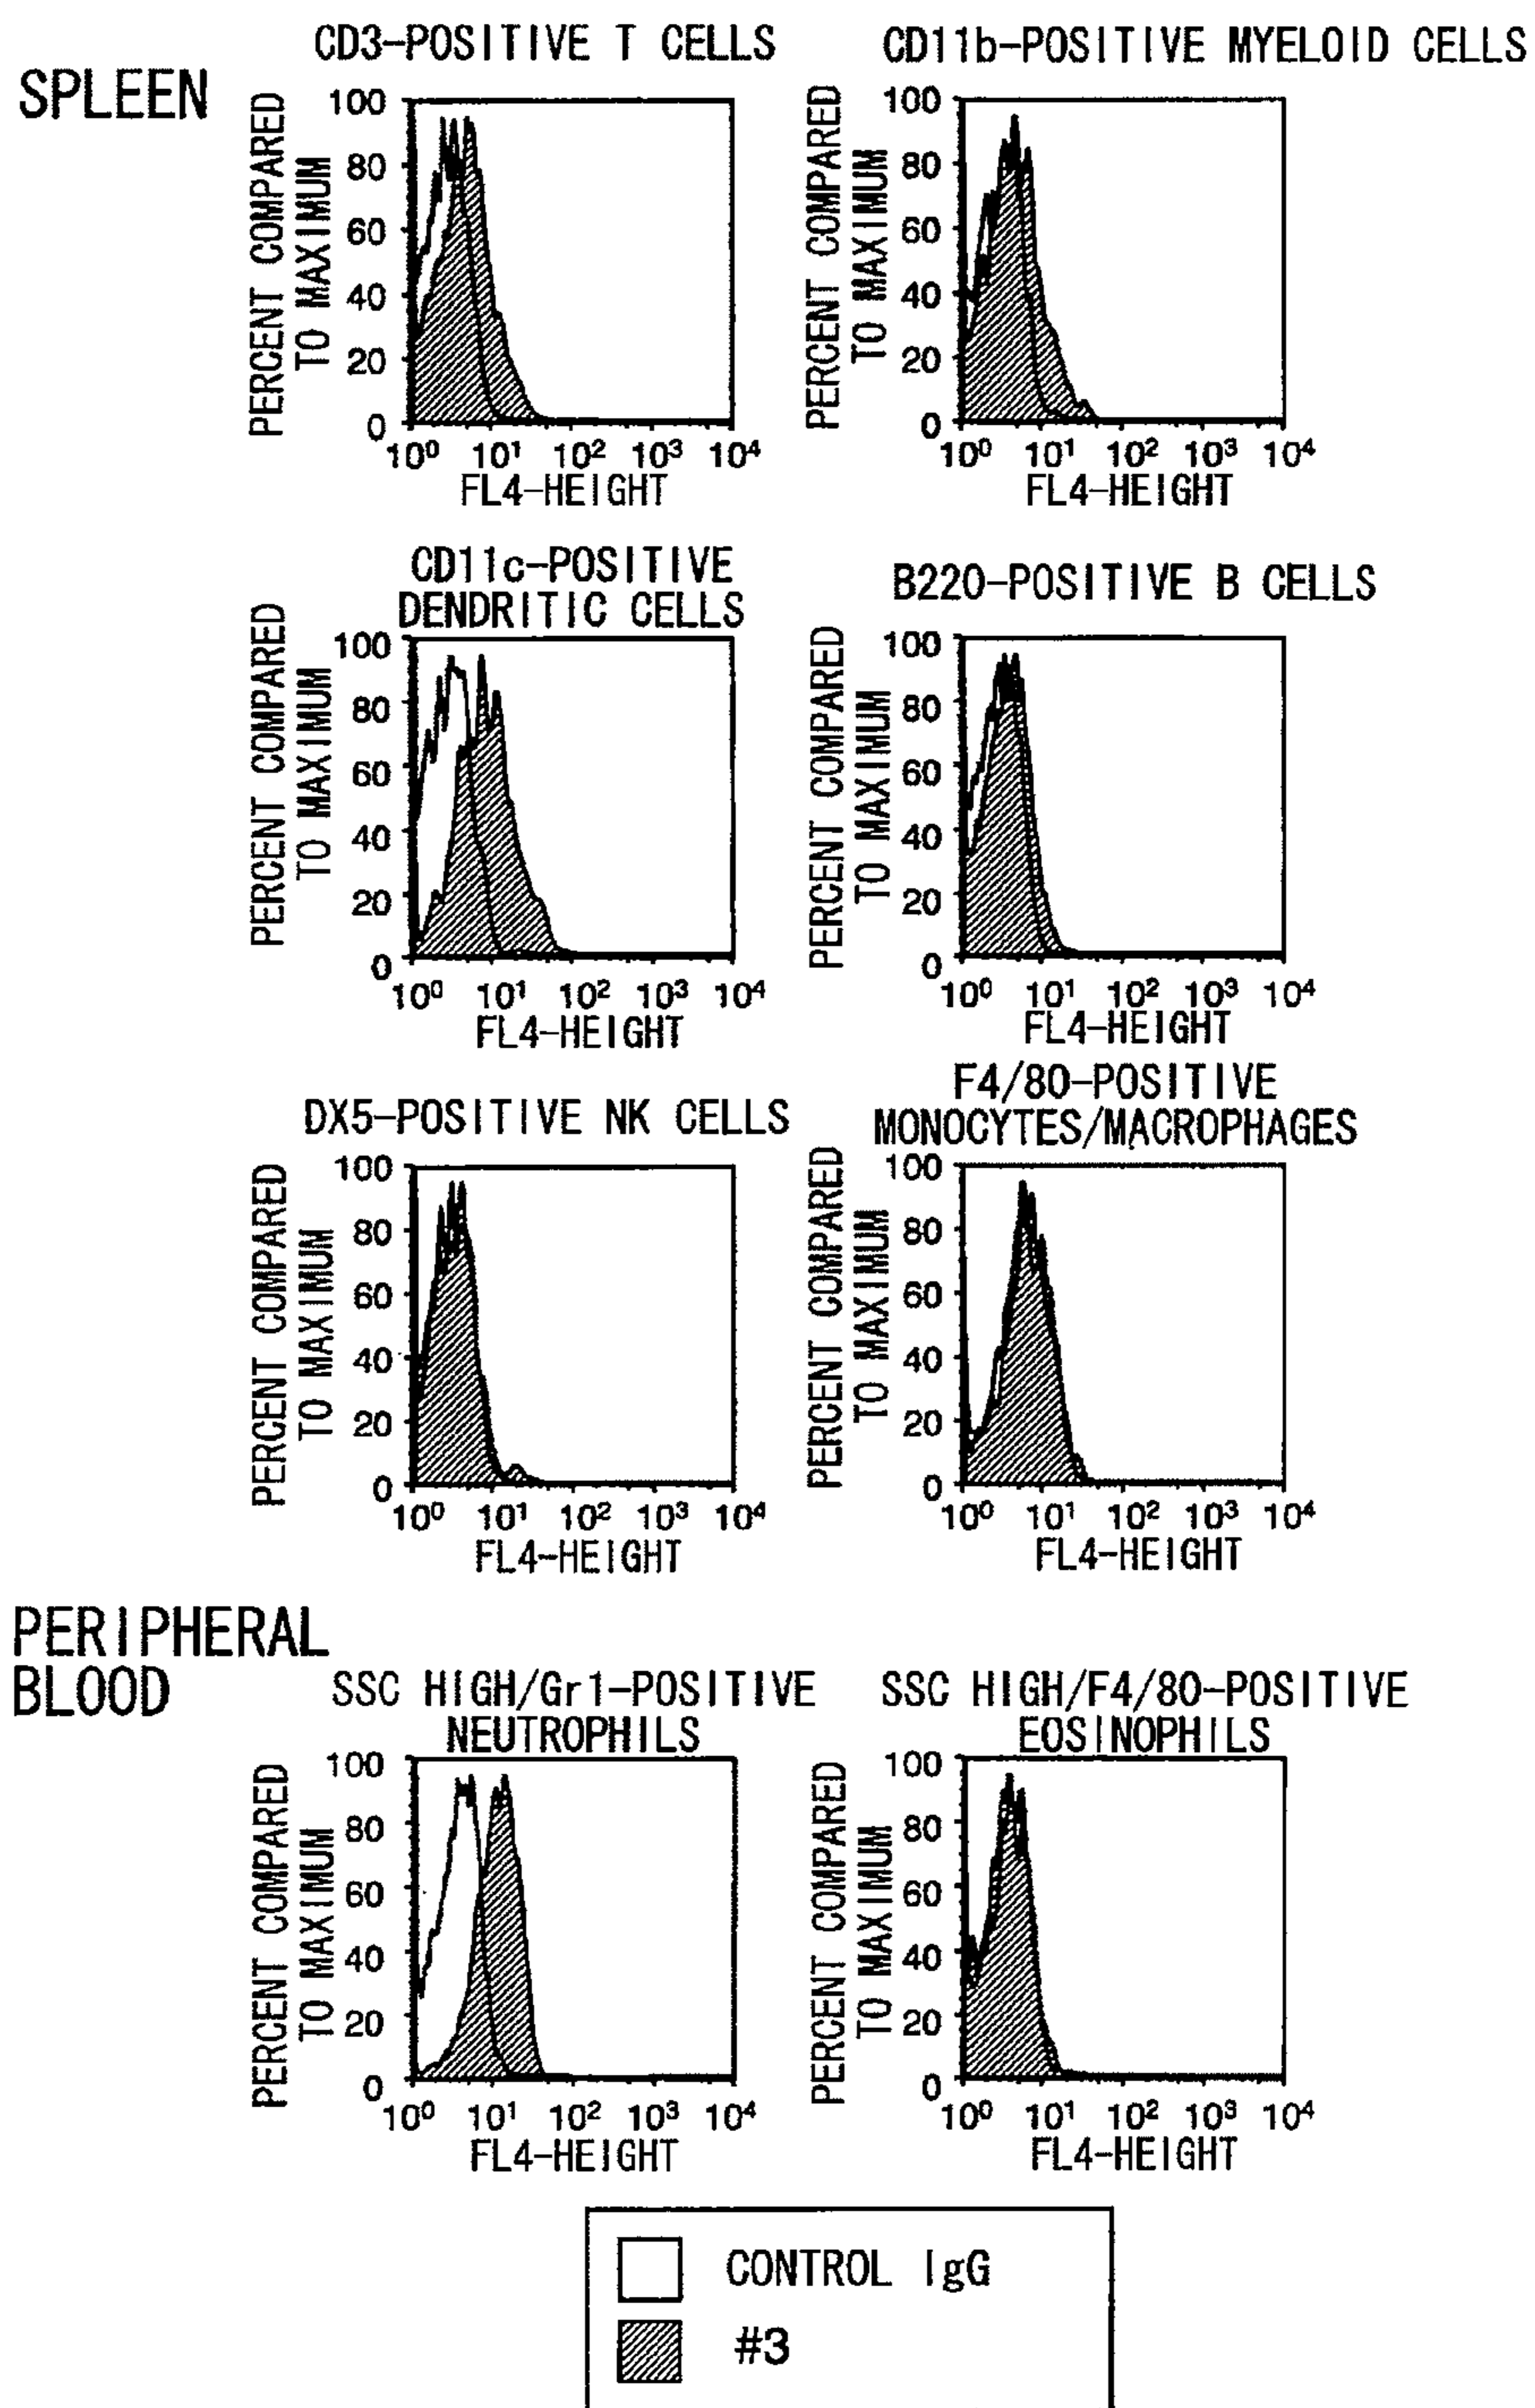 SPLEEN
CD3-POSITIVE T CELLS
PERCENT COMPARED
TO MAXIMUM
100
80
60
40
20
0
10⁰ 10¹ 10² 10³ 10⁴
FL4-HEIGHT
CD11b-POSITIVE MYELOID CELLS
PERCENT COMPARED
TO MAXIMUM
100
80
60
40
20
0
10⁰ 10¹ 10² 10³ 10⁴
FL4-HEIGHT
CD11c-POSITIVE
DENDRITIC CELLS
PERCENT COMPARED
TO MAXIMUM
100
80
60
40
20
0
10⁰ 10¹ 10² 10³ 10⁴
FL4-HEIGHT
B220-POSITIVE B CELLS
PERCENT COMPARED
TO MAXIMUM
100
80
60
40
20
0
10⁰ 10¹ 10² 10³ 10⁴
FL4-HEIGHT
DX5-POSITIVE NK CELLS
PERCENT COMPARED
TO MAXIMUM
100
80
60
40
20
0
10⁰ 10¹ 10² 10³ 10⁴
FL4-HEIGHT
F4/80-POSITIVE
MONOCYTES/MACROPHAGES
PERCENT COMPARED
TO MAXIMUM
100
80
60
40
20
0
10⁰ 10¹ 10² 10³ 10⁴
FL4-HEIGHT
PERIPHERAL
BLOOD
SSC HIGH/Gr1-POSITIVE
NEUTROPHILS
PERCENT COMPARED
TO MAXIMUM
100
80
60
40
20
0
10⁰ 10¹ 10² 10³ 10⁴
FL4-HEIGHT
SSC HIGH/F4/80-POSITIVE
EOSINOPHILS
PERCENT COMPARED
TO MAXIMUM
100
80
60
40
20
0
10⁰ 10¹ 10² 10³ 10⁴
FL4-HEIGHT
CONTROL IgG
#3